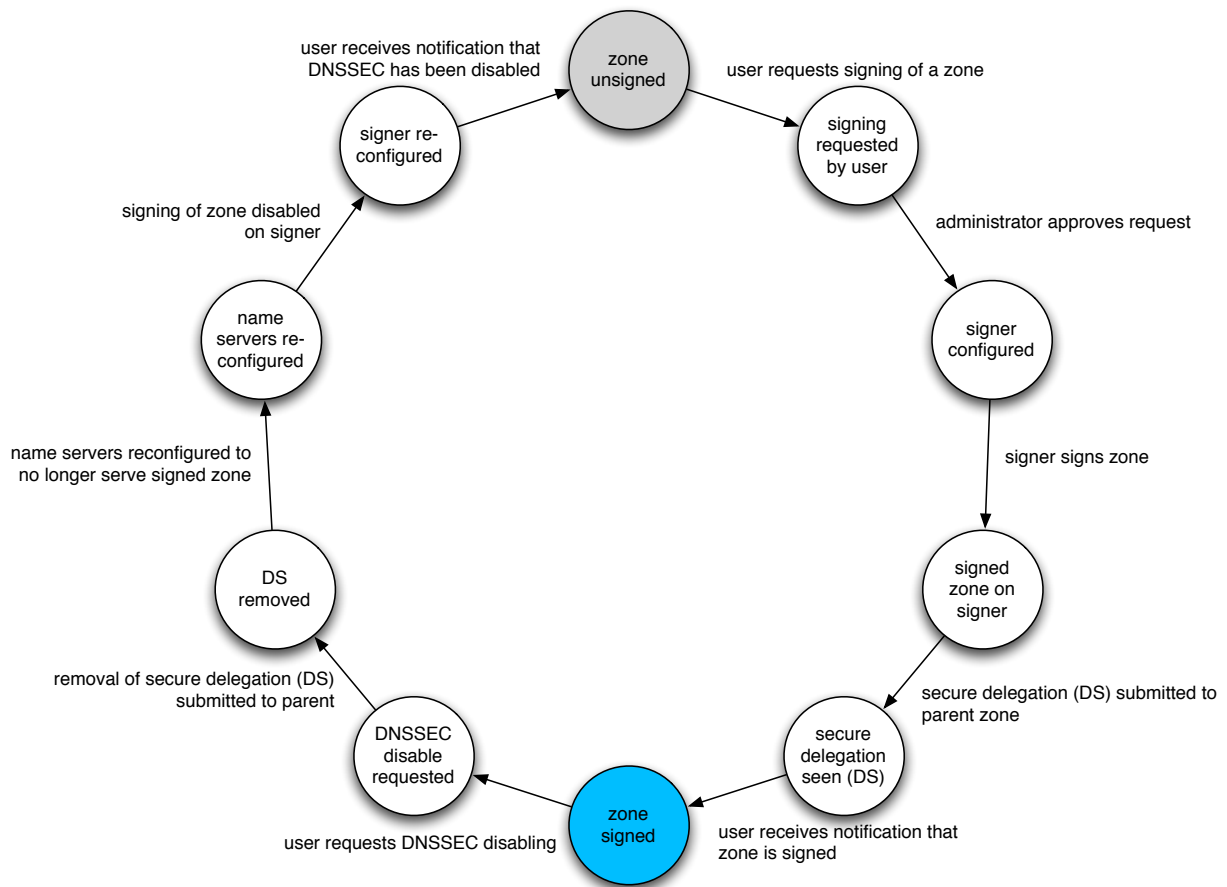 user receives notification that
DNSSEC has been disabled
zone
unsigned
user requests signing of a zone
signer re-
configured
signing
requested
by user
signing of zone disabled
on signer
administrator approves request
name
servers re-
configured
signer
configured
name servers reconfigured to
no longer serve signed zone
signer signs zone
DS
removed
signed
zone on
signer
removal of secure delegation (DS)
submitted to parent
secure delegation (DS) submitted to
parent zone
DNSSEC
disable
requested
secure
delegation
seen (DS)
zone
signed
user requests DNSSEC disabling
user receives notification that
zone is signed